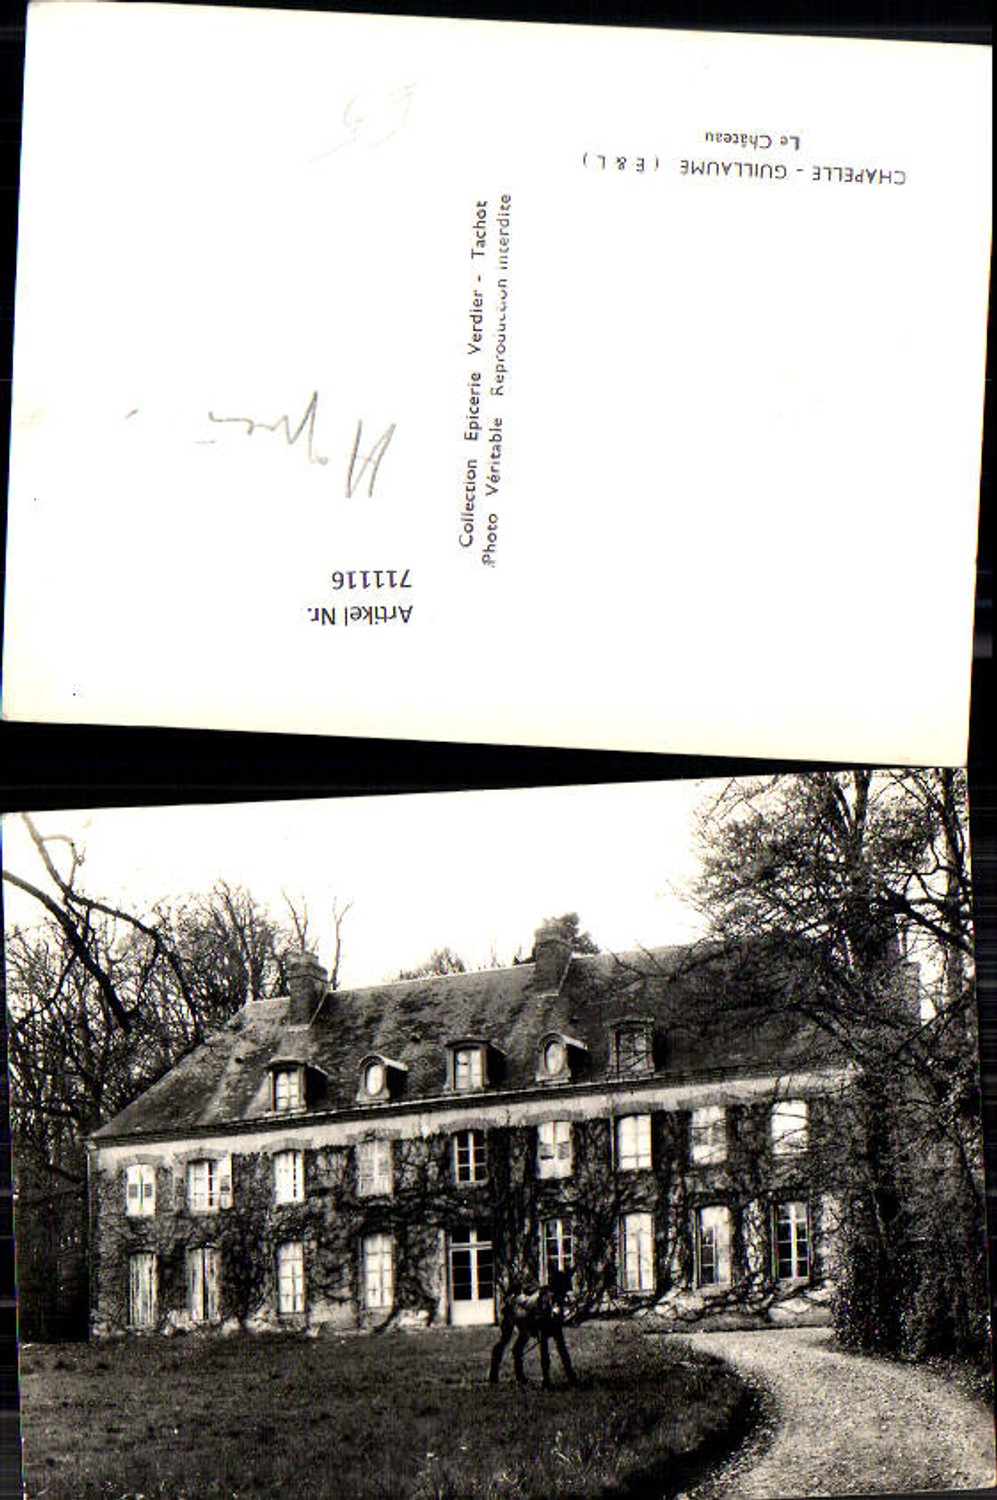 CHAPELLE - GUILLAUME ( E & L )
Le Château
Collection Epicerie Verdier - Tachot
Photo Véritable Reproduction interdite
Artikel Nr.
711116